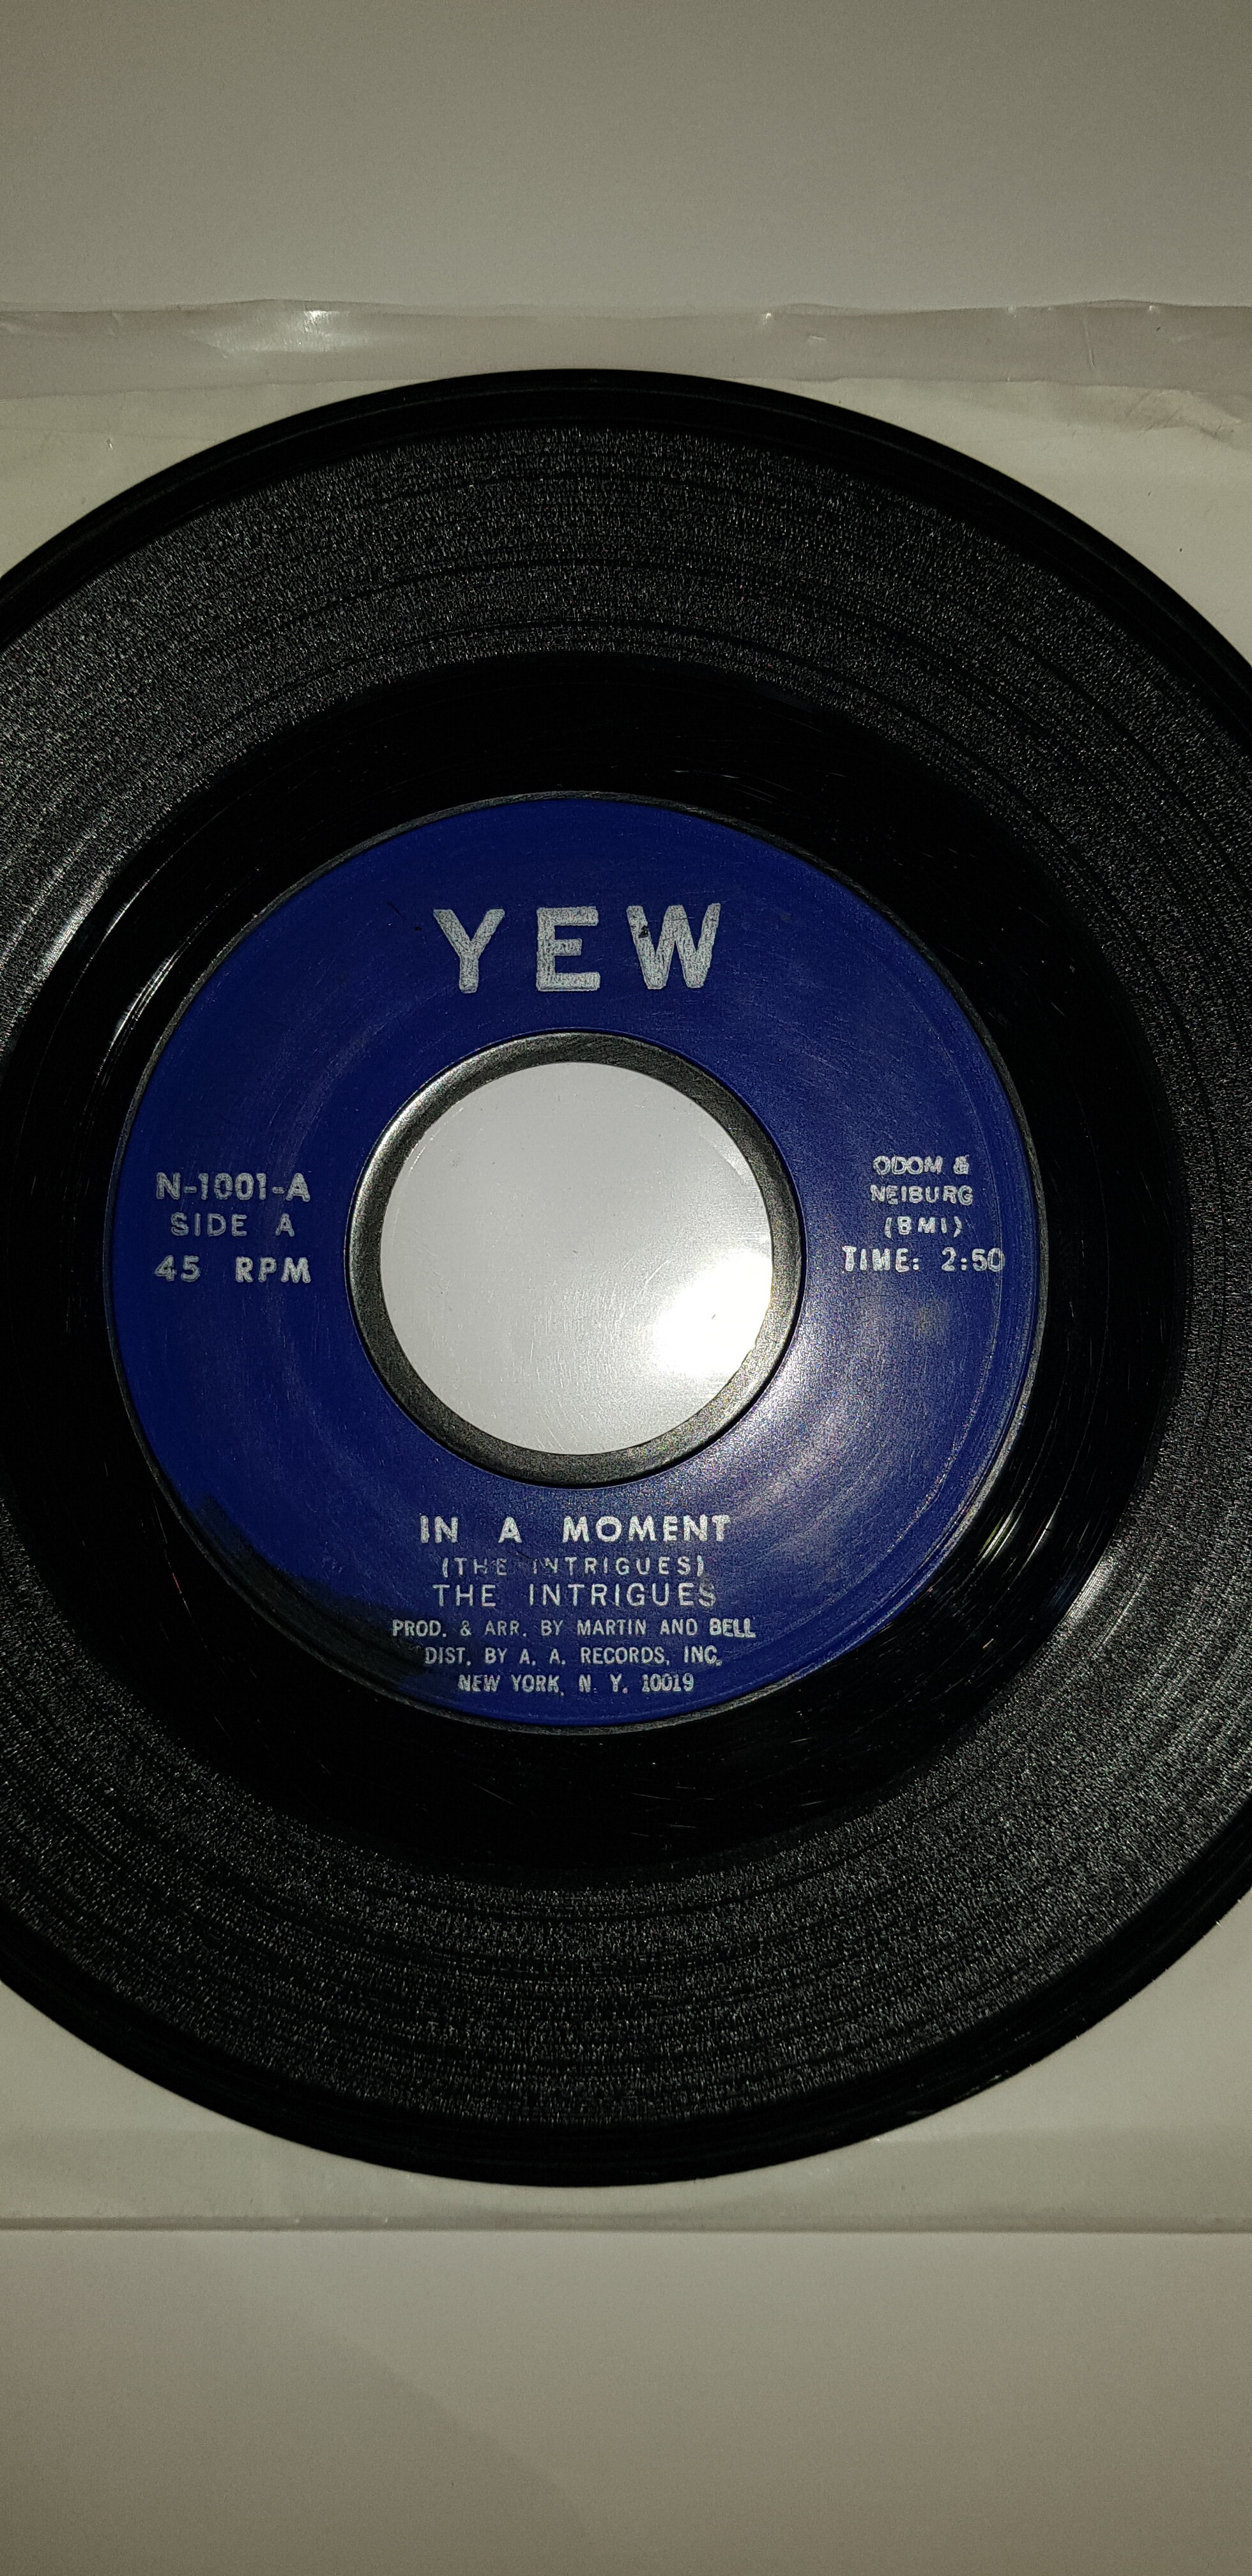 YEW
N-1001-A
SIDE A
45 RPM
ODOM &
NEIBURG
(BMI)
TIME: 2:50
IN A MOMENT
(THE INTRIGUES)
THE INTRIGUES
PROD. & ARR. BY MARTIN AND BELL
DIST. BY A. A. RECORDS, INC.
NEW YORK, N. Y. 10019